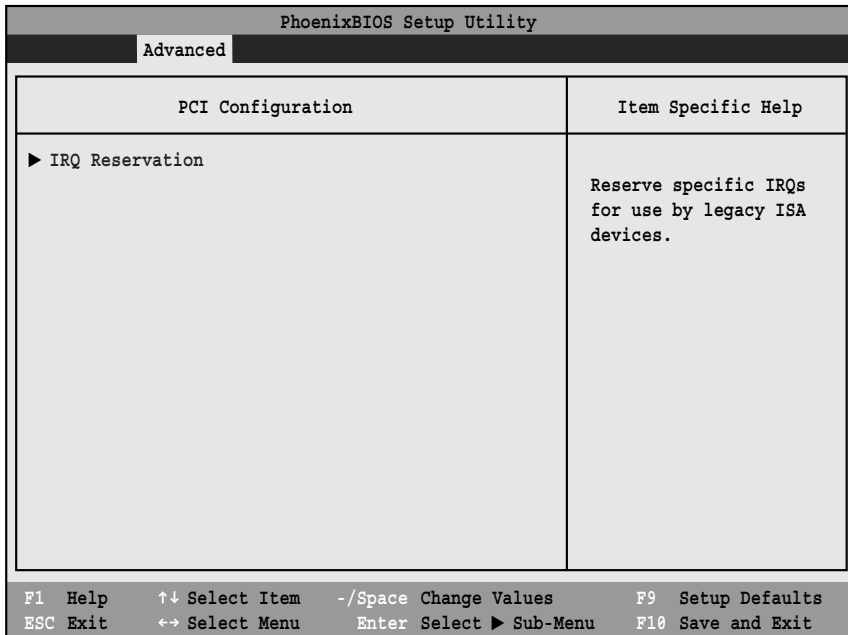 PhoenixBIOS Setup Utility
Advanced
PCI Configuration
Item Specific Help
▶ IRQ Reservation
Reserve specific IRQs
for use by legacy ISA
devices.
F1 Help ↑↓ Select Item -/Space Change Values F9 Setup Defaults
ESC Exit ←→ Select Menu Enter Select ▶ Sub-Menu F10 Save and Exit